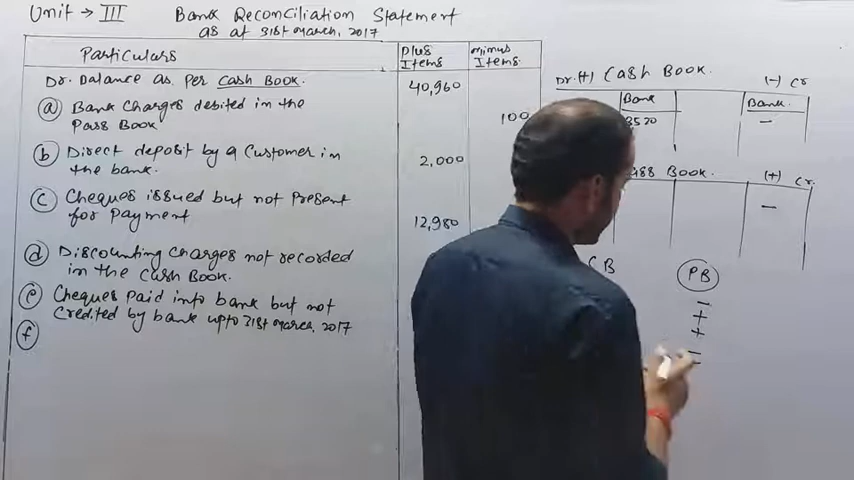 Unit → III Bank Reconciliation Statement
as at 31st march, 2017
Particulars Plus Items minus Items.
Dr. Balance as per Cash Book. 40,960
(a) Bank Charges debited in the
Pass Book 100
(b) Direct deposit by a Customer in
the bank. 2,000
(c) Cheques issued but not Present
for Payment 12,980
(d) Discounting Charges not recorded
in the Cash Book.
(e) Cheques Paid into bank but not
Credited by bank upto 31st march, 2017
(f)
Dr. (+) Cash Book. (-) Cr
Bank Bank.
–
Book. (+) Cr.
–
CB PB
–
+
+
–
–